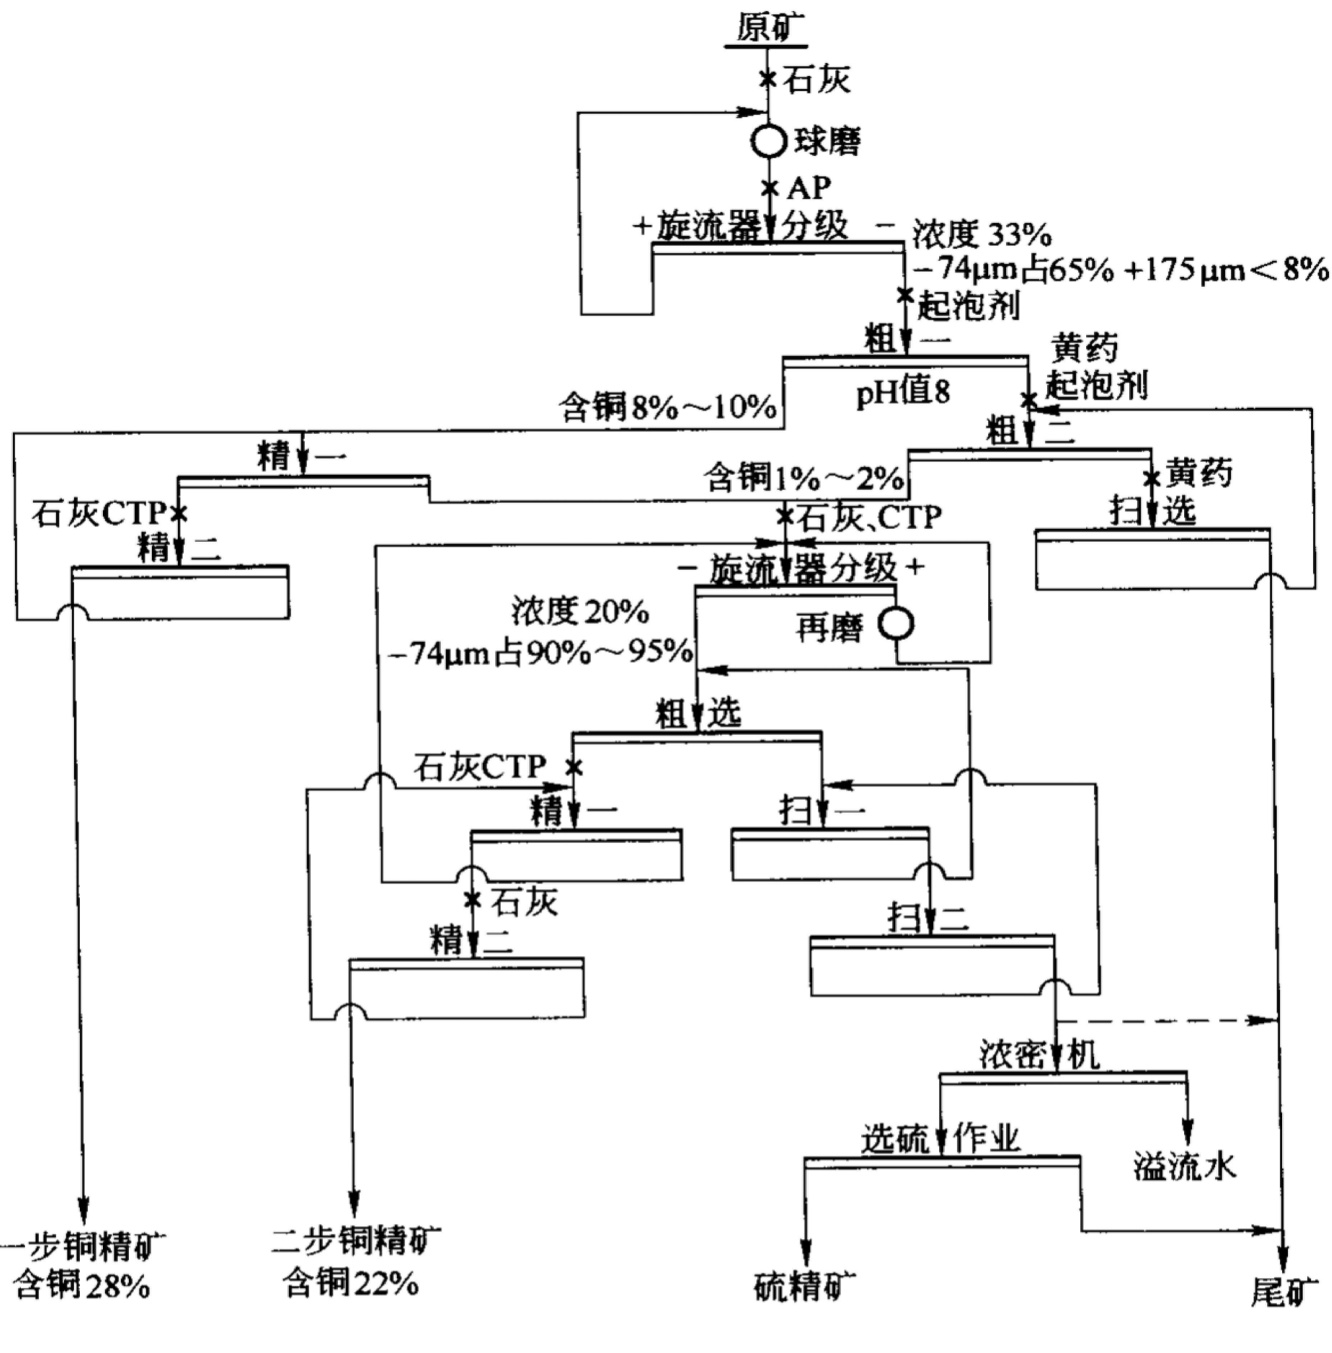 原矿
石灰
球磨
AP
+旋流器分级 −
浓度33%
−74μm占65% +175μm<8%
起泡剂
粗一
pH值8
黄药
起泡剂
含铜8%~10%
粗二
精一
含铜1%~2%
黄药
扫选
石灰CTP
石灰、CTP
精二
− 旋流器分级+
浓度20%
再磨
−74μm占90%~95%
粗选
石灰CTP
精一
扫一
石灰
扫二
精二
浓密机
选硫作业
溢流水
一步铜精矿
含铜28%
二步铜精矿
含铜22%
硫精矿
尾矿